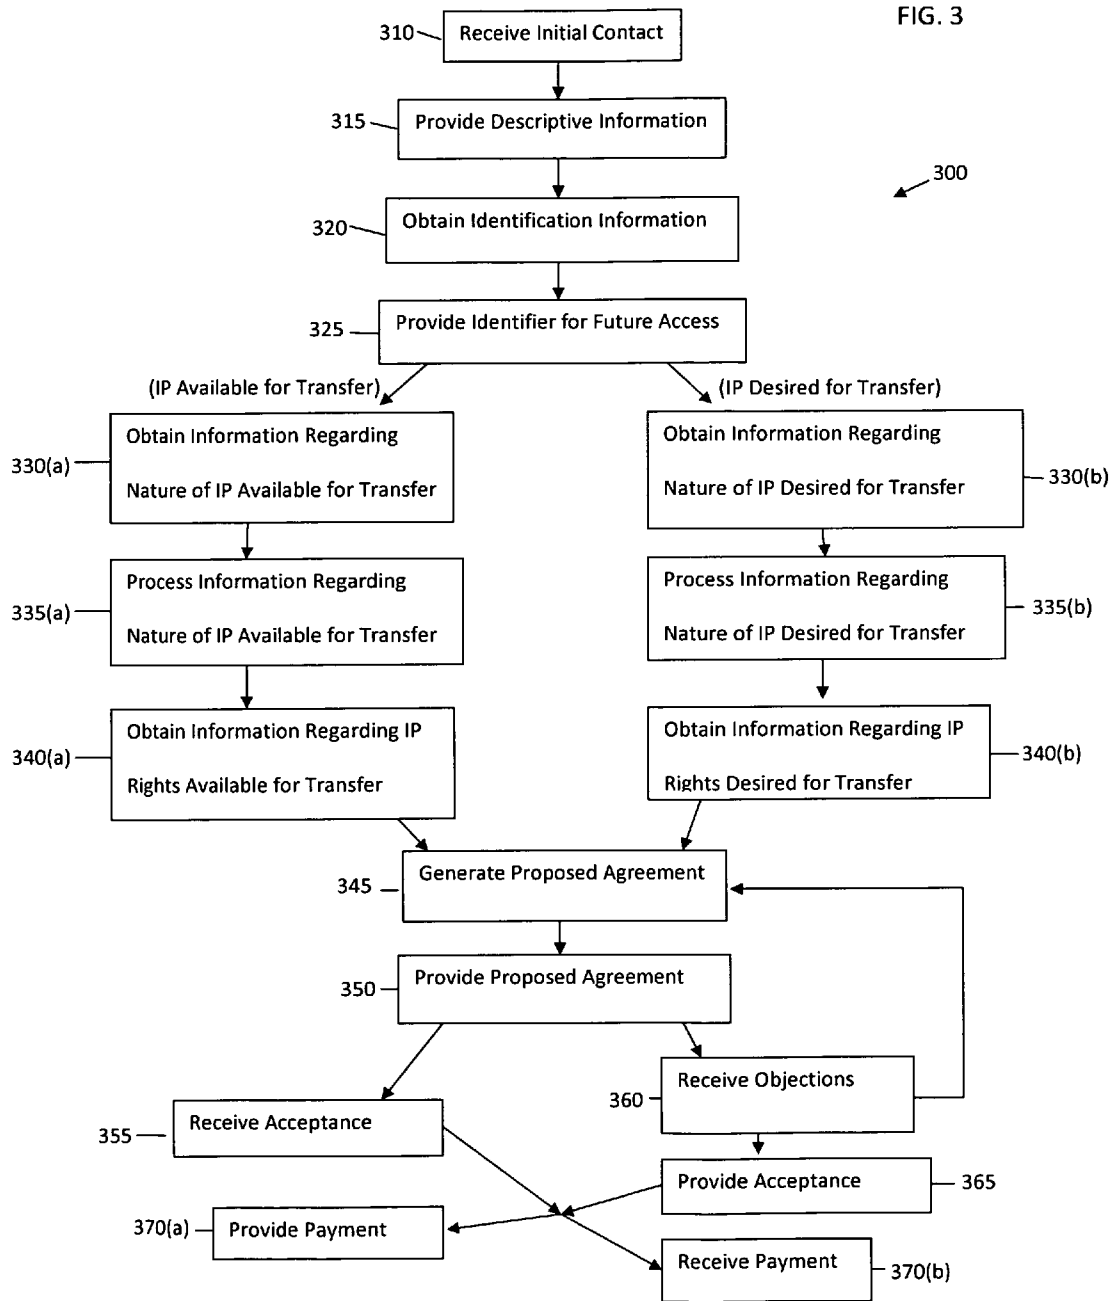 FIG. 3
310
Receive Initial Contact
315
Provide Descriptive Information
300
320
Obtain Identification Information
325
Provide Identifier for Future Access
(IP Available for Transfer)
(IP Desired for Transfer)
330(a)
Obtain Information Regarding
Nature of IP Available for Transfer
Obtain Information Regarding
Nature of IP Desired for Transfer
330(b)
335(a)
Process Information Regarding
Nature of IP Available for Transfer
Process Information Regarding
Nature of IP Desired for Transfer
335(b)
340(a)
Obtain Information Regarding IP
Rights Available for Transfer
Obtain Information Regarding IP
Rights Desired for Transfer
340(b)
345
Generate Proposed Agreement
350
Provide Proposed Agreement
360
Receive Objections
355
Receive Acceptance
Provide Acceptance
365
370(a)
Provide Payment
Receive Payment
370(b)